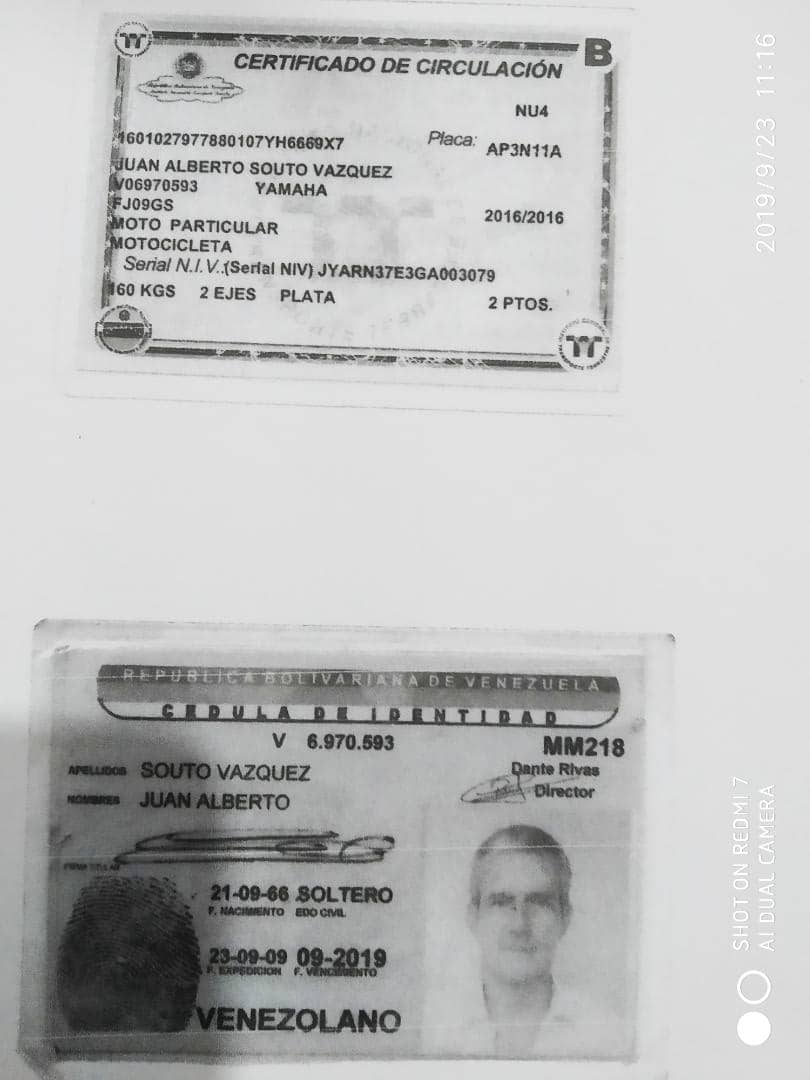 B
CERTIFICADO DE CIRCULACIÓN
NU4
160102797788010​7YH6669X7 Placa: AP3N11A
JUAN ALBERTO SOUTO VAZQUEZ
V06970593 YAMAHA
FJ09GS 2016/2016
MOTO PARTICULAR
MOTOCICLETA
Serial N.I.V.:(Serial NIV) JYARN37E3GA003079
160 KGS 2 EJES PLATA 2 PTOS.
REPUBLICA BOLIVARIANA DE VENEZUELA
CEDULA DE IDENTIDAD
V 6.970.593 MM218
APELLIDOS SOUTO VAZQUEZ Dante Rivas
Director
NOMBRES JUAN ALBERTO
FIRMA TITULAR
21-09-66 SOLTERO
F. NACIMIENTO EDO CIVIL
23-09-09 09-2019
F. EXPEDICION F. VENCIMIENTO
VENEZOLANO
2019/9/23 11:16
SHOT ON REDMI 7
AI DUAL CAMERA